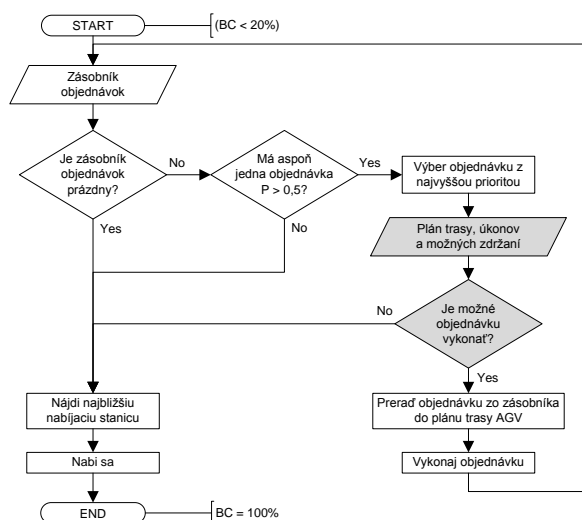 START
(BC < 20%)
Zásobník
objednávok
Je zásobník
objednávok
prázdny?
No
Má aspoň
jedna objednávka
P > 0,5?
Yes
Výber objednávku z
najvyššou prioritou
Yes
No
Plán trasy, úkonov
a možných zdržaní
No
Je možné
objednávku
vykonať?
Yes
Nájdi najbližšiu
nabíjaciu stanicu
Preraď objednávku zo zásobníka
do plánu trasy AGV
Nabi sa
Vykonaj objednávku
END
BC = 100%